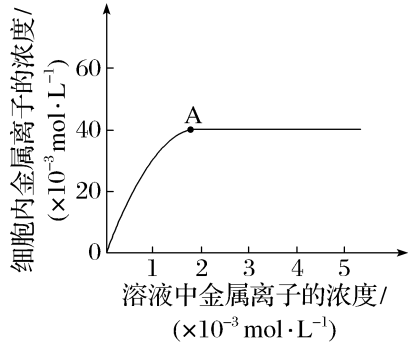 细胞内金属离子的浓度/
(×10⁻³ mol·L⁻¹)
60
40
20
0
A
1 2 3 4 5
溶液中金属离子的浓度/
(×10⁻³ mol·L⁻¹)